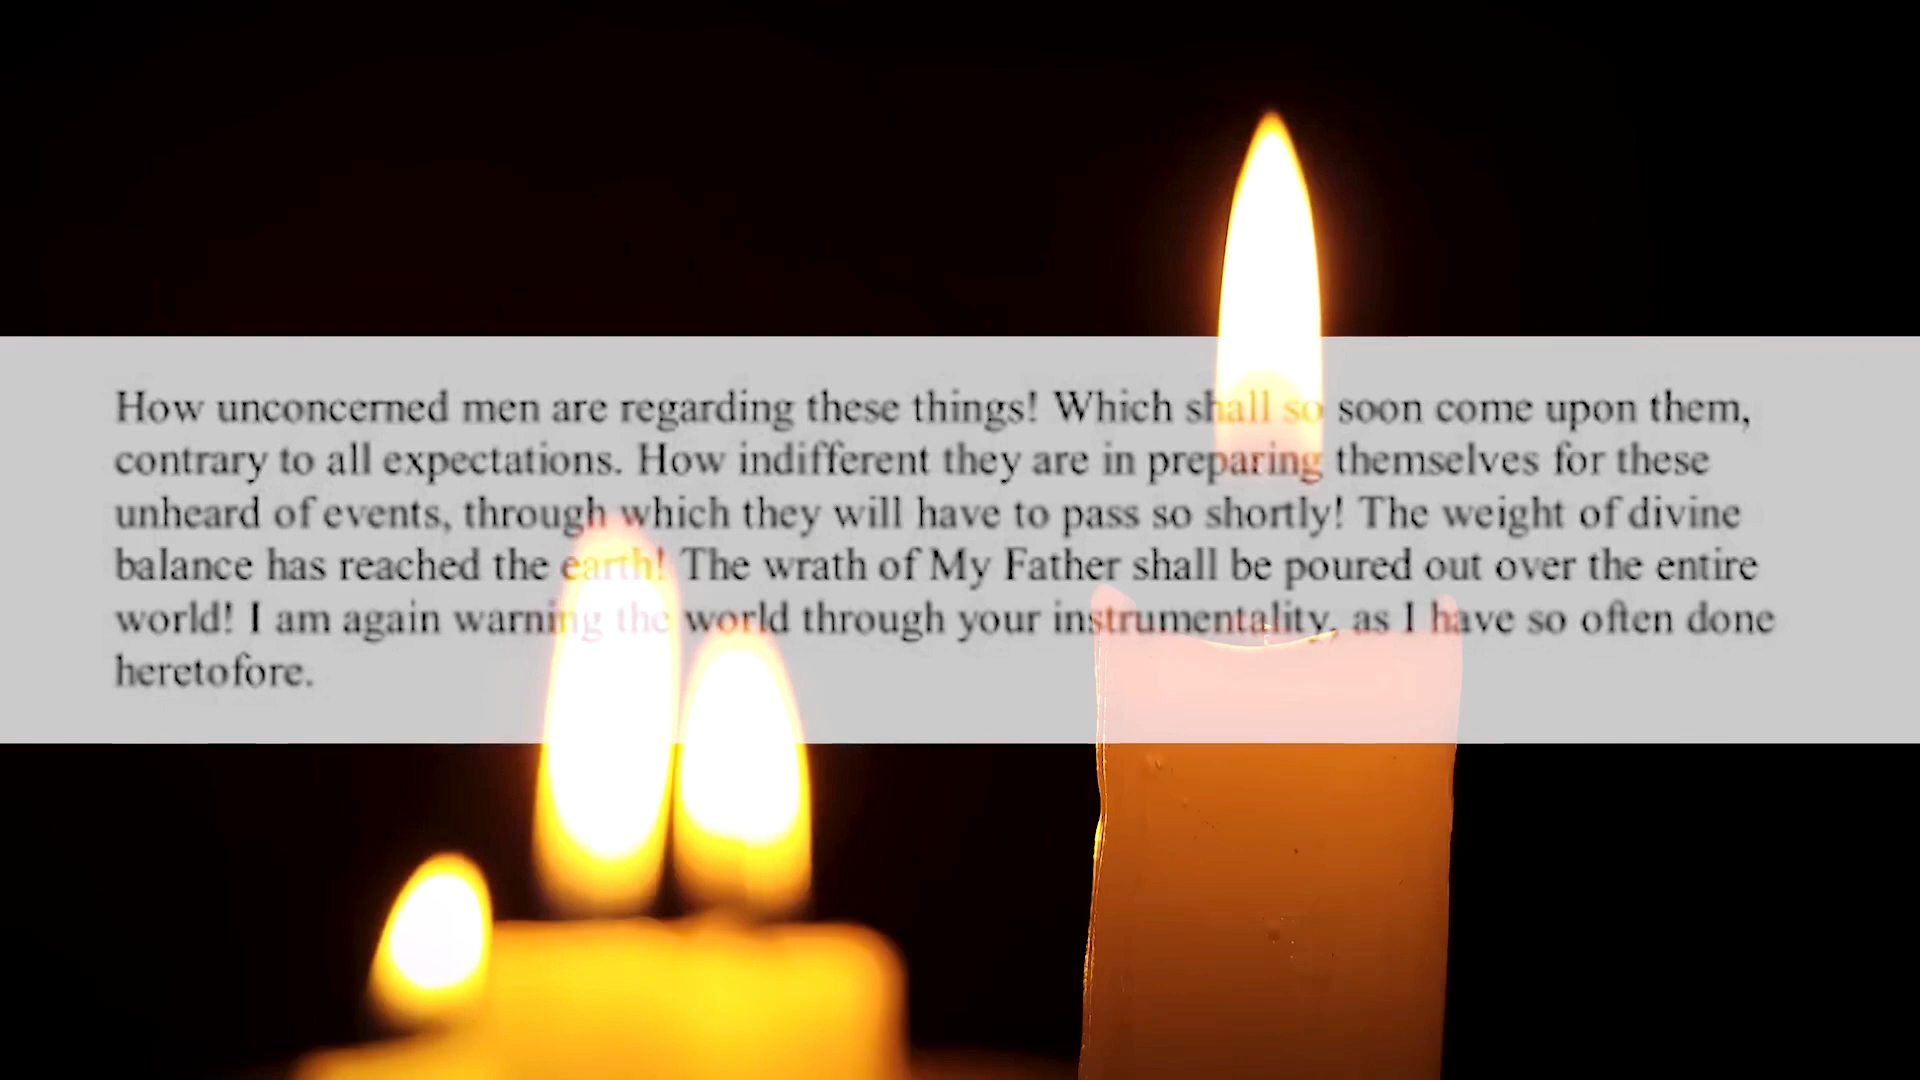 How unconcerned men are regarding these things! Which shall so soon come upon them,
contrary to all expectations. How indifferent they are in preparing themselves for these
unheard of events, through which they will have to pass so shortly! The weight of divine
balance has reached the earth! The wrath of My Father shall be poured out over the entire
world! I am again warning the world through your instrumentality, as I have so often done
heretofore.